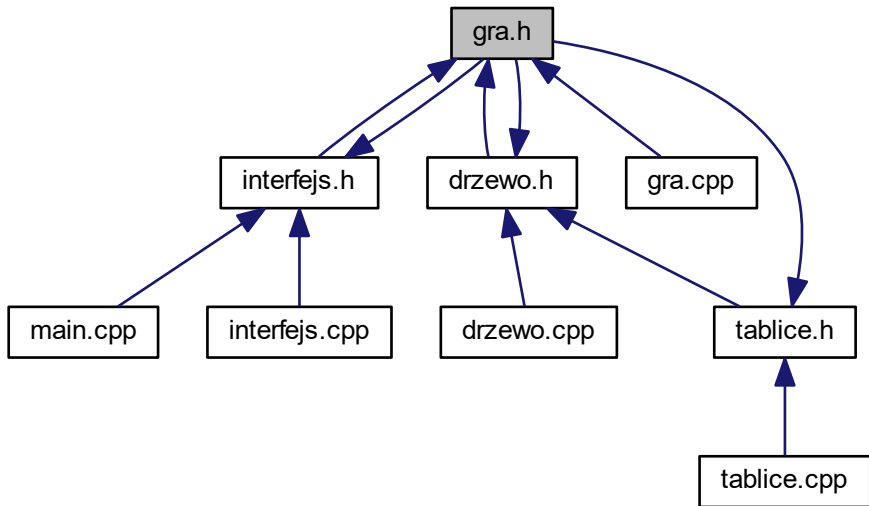 gra.h
interfejs.h
drzewo.h
gra.cpp
main.cpp
interfejs.cpp
drzewo.cpp
tablice.h
tablice.cpp